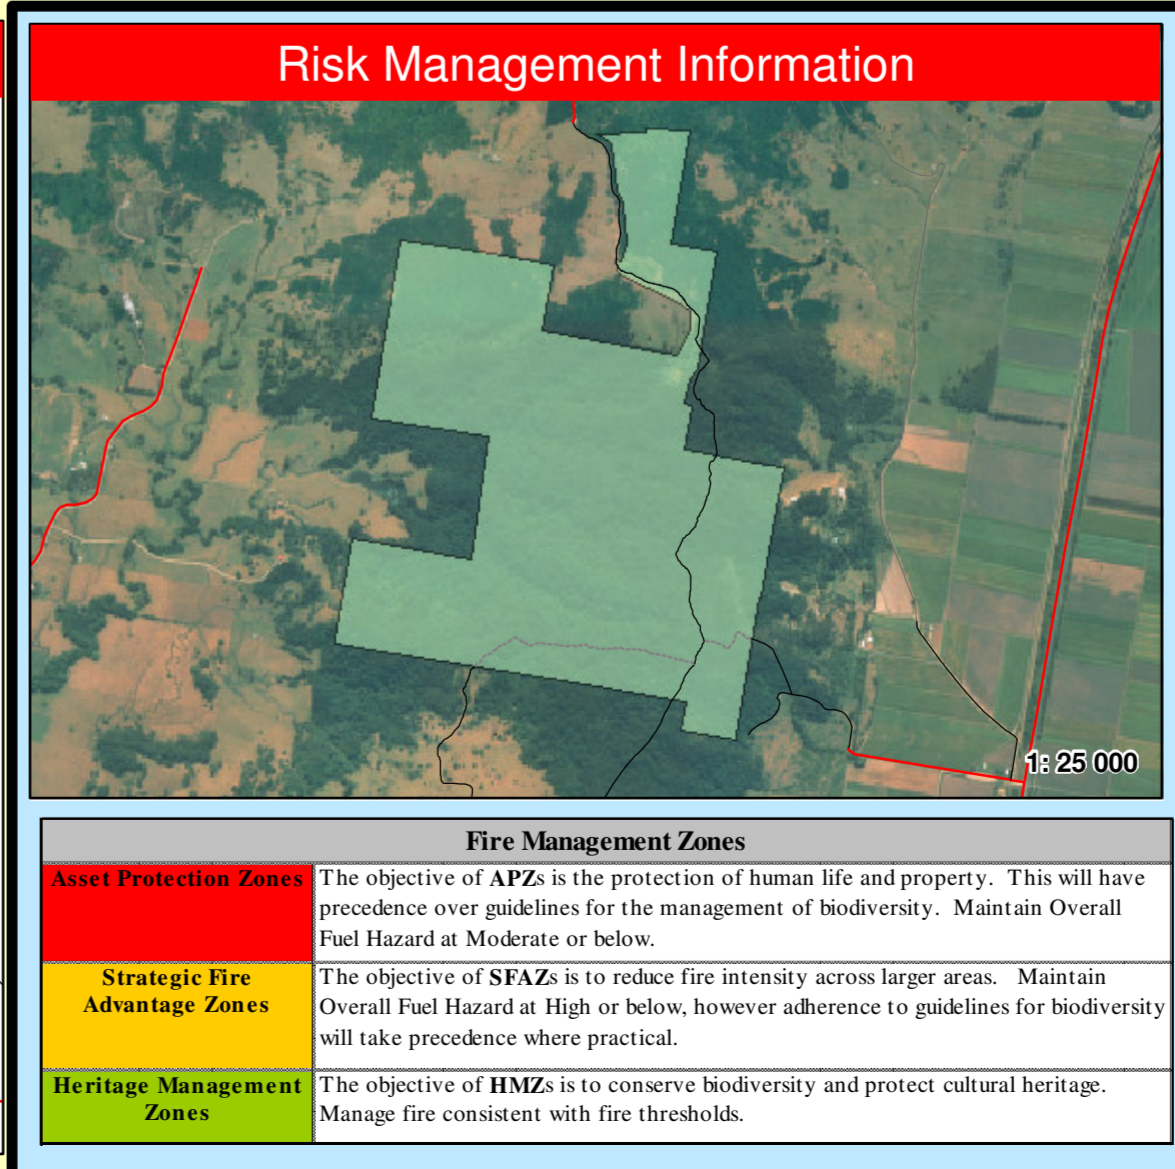 Risk Management Information
1: 25 000
Fire Management Zones
Asset Protection Zones
The objective of APZs is the protection of human life and property. This will have
precedence over guidelines for the management of biodiversity. Maintain Overall
Fuel Hazard at Moderate or below.
Strategic Fire
Advantage Zones
The objective of SFAZs is to reduce fire intensity across larger areas. Maintain
Overall Fuel Hazard at High or below, however adherence to guidelines for biodiversity
will take precedence where practical.
Heritage Management
Zones
The objective of HMZs is to conserve biodiversity and protect cultural heritage.
Manage fire consistent with fire thresholds.